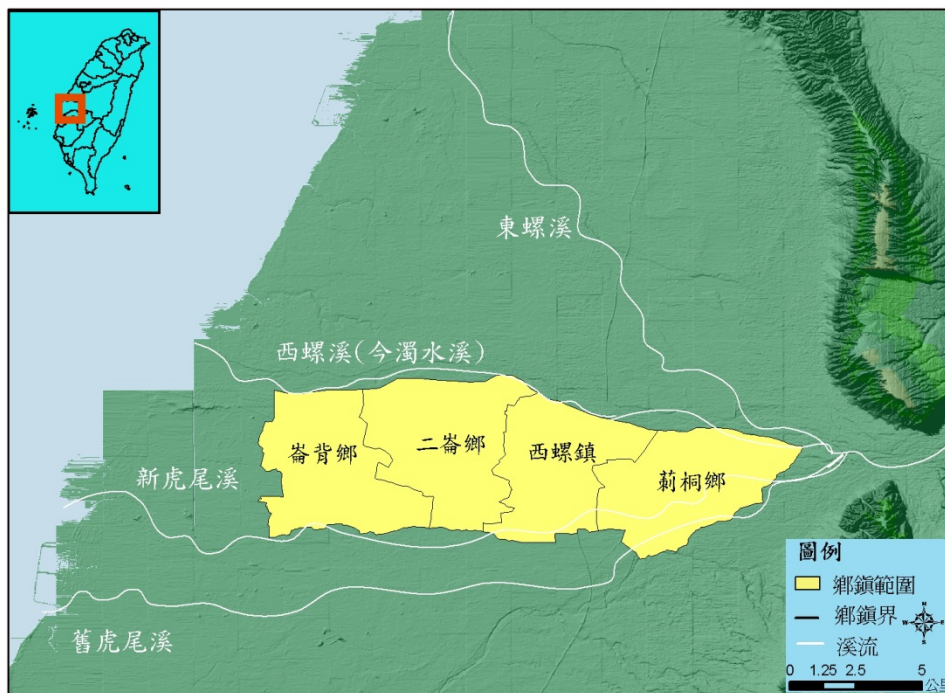 東螺溪
西螺溪(今濁水溪)
崙背鄉
二崙鄉
西螺鎮
莿桐鄉
新虎尾溪
舊虎尾溪
圖例
鄉鎮範圍
鄉鎮界
溪流
N
W
E
S
0 1.25 2.5 5
公里